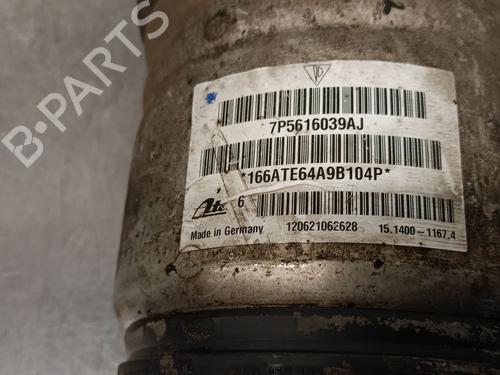 B-PARTS
7P5616039AJ
*166ATE64A9B104P*
Ate 6
Made in Germany 120621062628 15.1400-1167.4